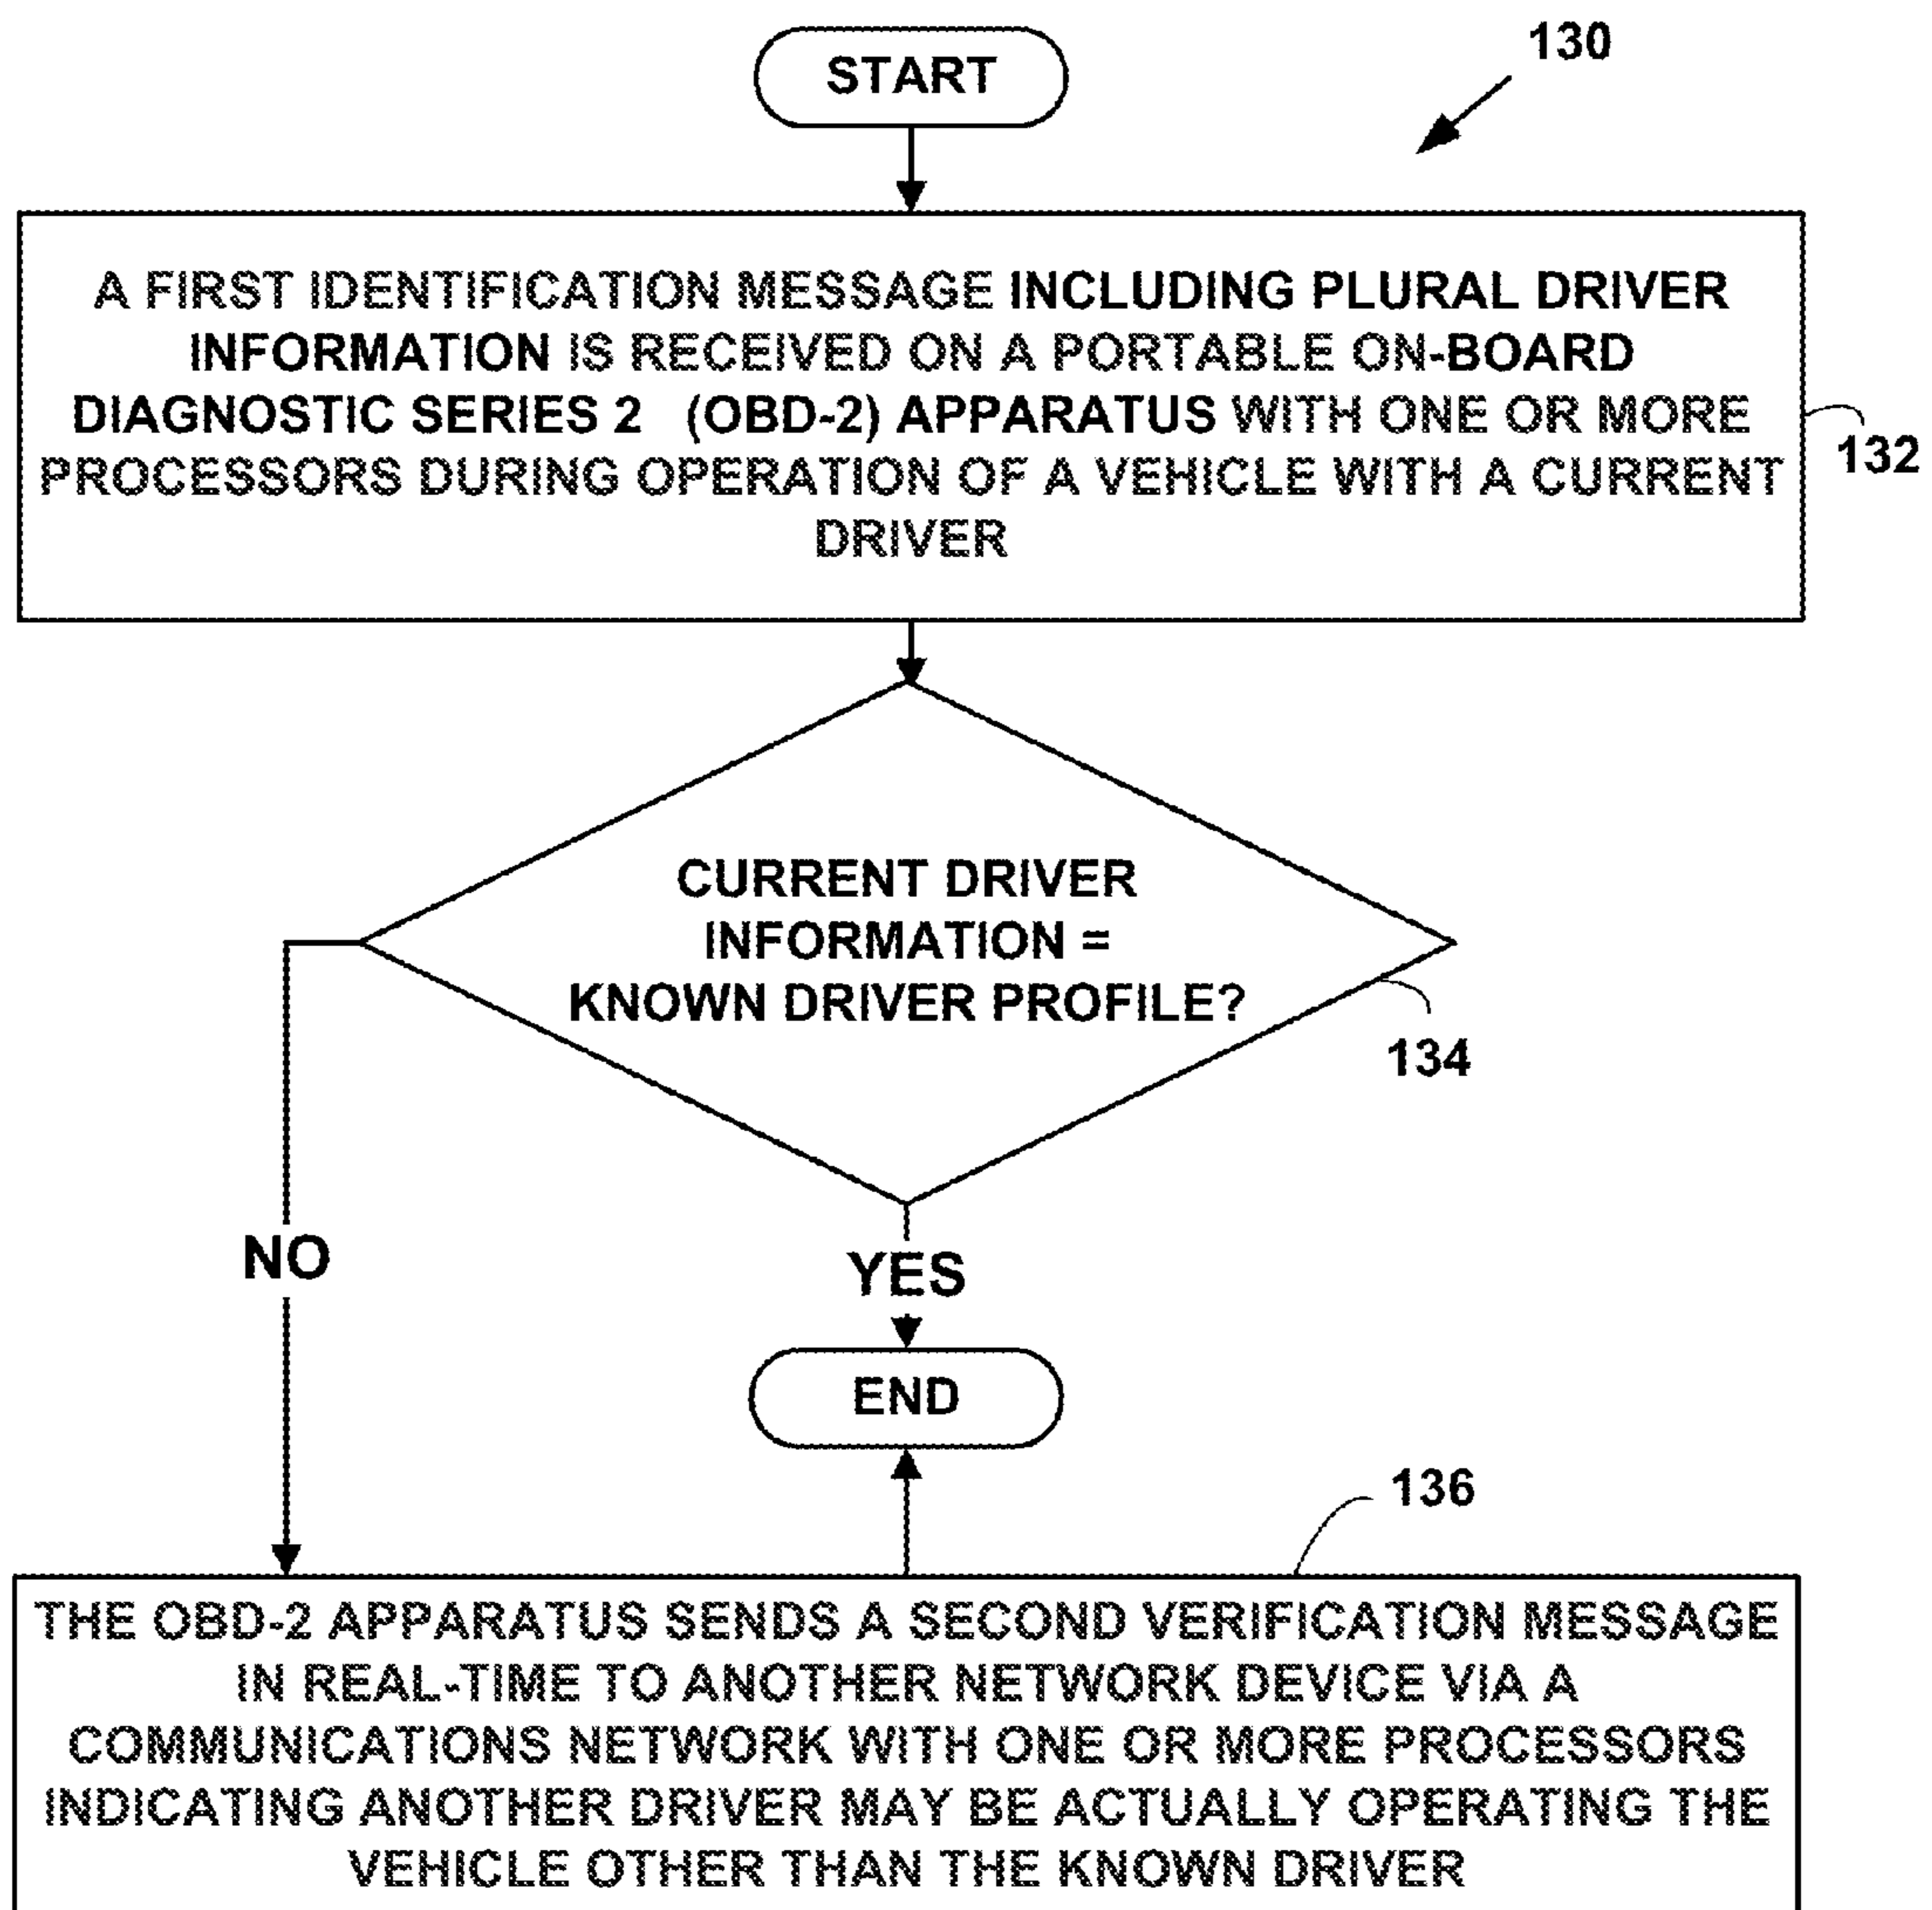 START
130
A FIRST IDENTIFICATION MESSAGE INCLUDING PLURAL DRIVER
INFORMATION IS RECEIVED ON A PORTABLE ON-BOARD
DIAGNOSTIC SERIES 2 (OBD-2) APPARATUS WITH ONE OR MORE
PROCESSORS DURING OPERATION OF A VEHICLE WITH A CURRENT
DRIVER
132
CURRENT DRIVER
INFORMATION =
KNOWN DRIVER PROFILE?
134
NO
YES
END
136
THE OBD-2 APPARATUS SENDS A SECOND VERIFICATION MESSAGE
IN REAL-TIME TO ANOTHER NETWORK DEVICE VIA A
COMMUNICATIONS NETWORK WITH ONE OR MORE PROCESSORS
INDICATING ANOTHER DRIVER MAY BE ACTUALLY OPERATING THE
VEHICLE OTHER THAN THE KNOWN DRIVER